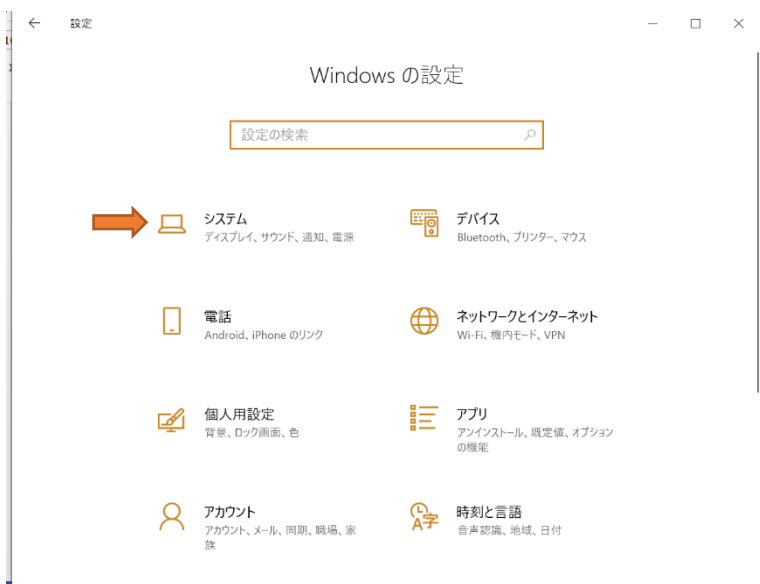 設定
Windows の設定
設定の検索
システム
ディスプレイ、サウンド、通知、電源
デバイス
Bluetooth、プリンター、マウス
電話
Android、iPhone のリンク
ネットワークとインターネット
Wi-Fi、機内モード、VPN
個人用設定
背景、ロック画面、色
アプリ
アンインストール、既定値、オプション
の機能
アカウント
アカウント、メール、同期、職場、家
族
時刻と言語
音声認識、地域、日付